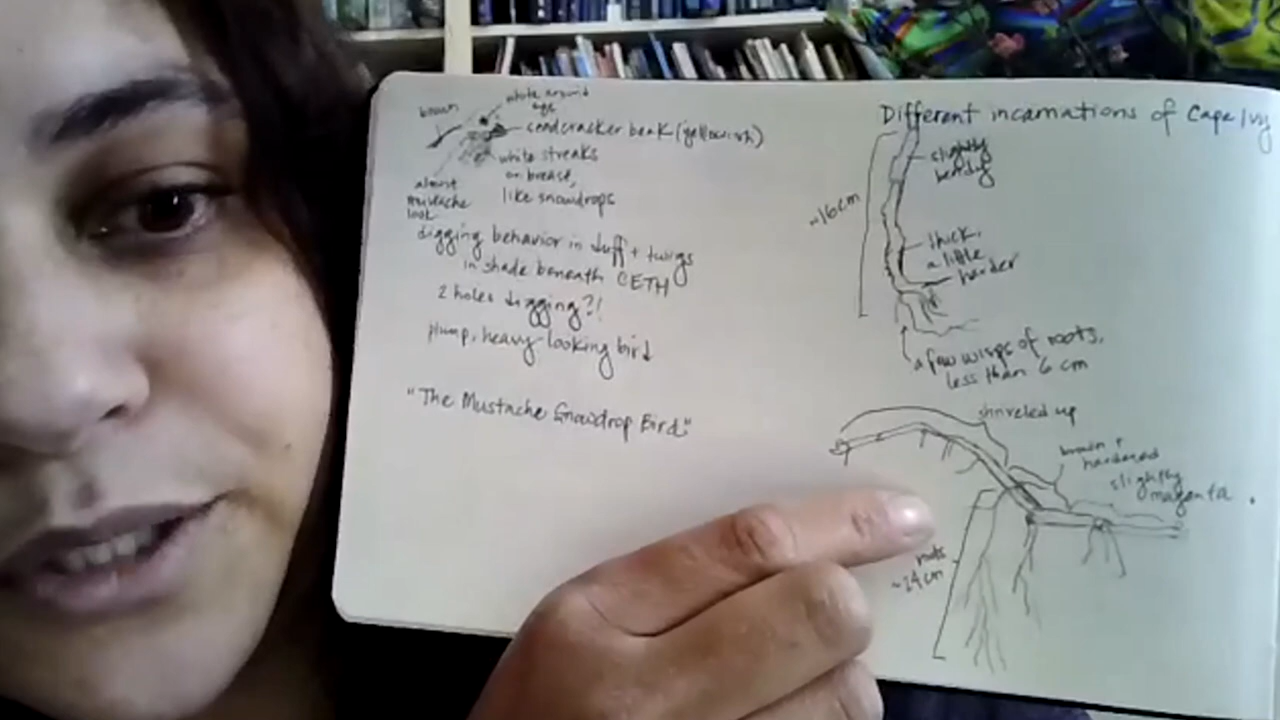 brown
white around
eye
seedcracker beak (yellowish)
white streaks
on breast,
like snowdrops
almost
mustache
look
digging behavior in duff + twigs
in shade beneath CETH
2 holes digging?!
plump, heavy-looking bird
"The Mustache Snowdrop Bird"
Different incarnations of Cape Ivy
slightly
bendy
~16cm
thick,
a little
harder
a few wisps of roots,
less than 6 cm
shriveled up
brown +
hardened
slightly
magenta
roots
~14cm